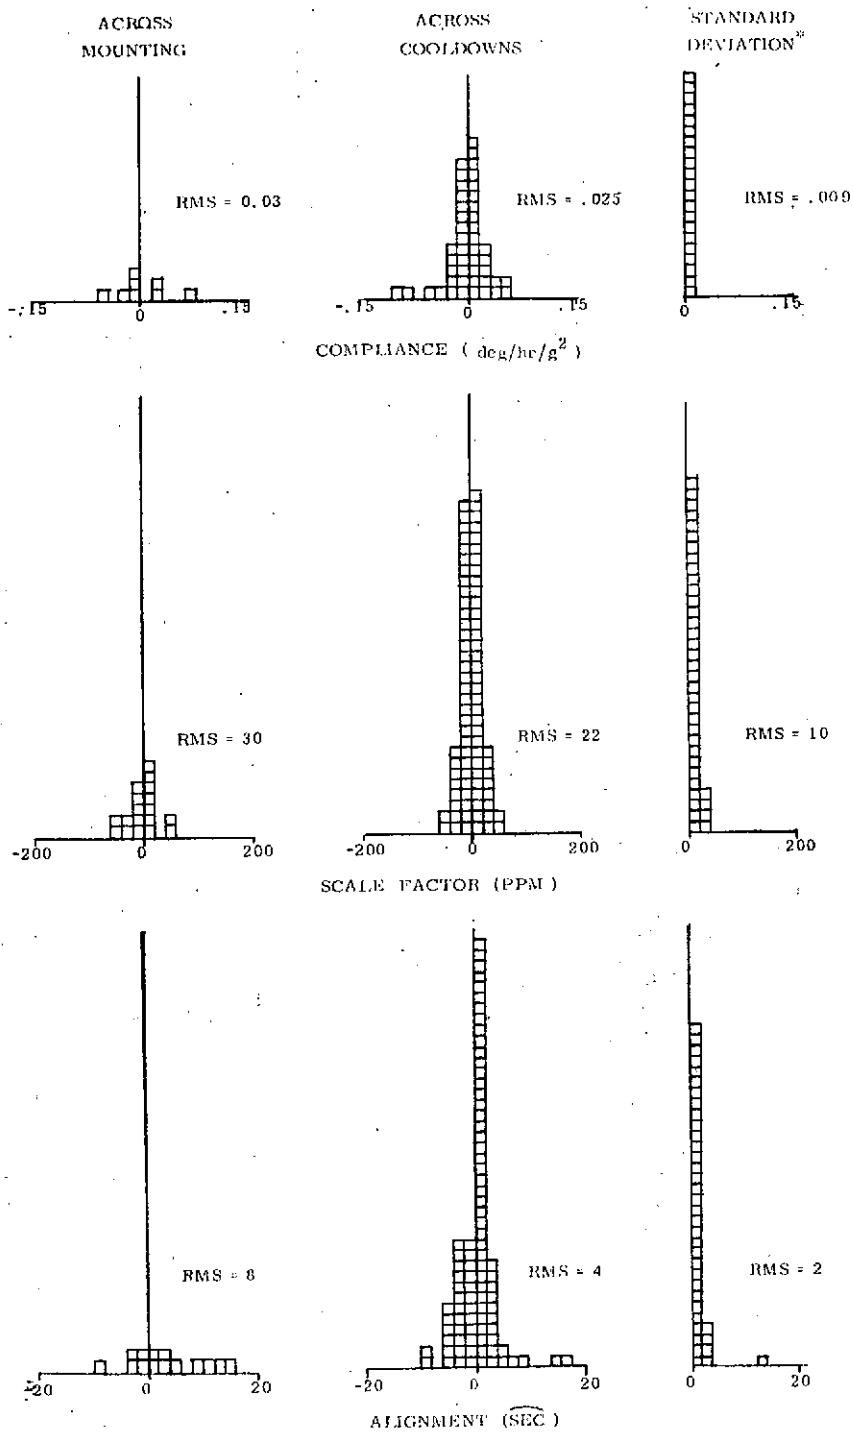 ACROSS MOUNTING
ACROSS COOLDOWNS
STANDARD DEVIATION*
RMS = 0.03
RMS = .025
RMS = .009
-.15 0 .15
-.15 0 .15
0 .15
COMPLIANCE ( deg/hr/g² )
RMS = 30
RMS = 22
RMS = 10
-200 0 200
-200 0 200
0 200
SCALE FACTOR (PPM )
RMS = 8
RMS = 4
RMS = 2
-20 0 20
-20 0 20
0 20
ALIGNMENT (SEC )